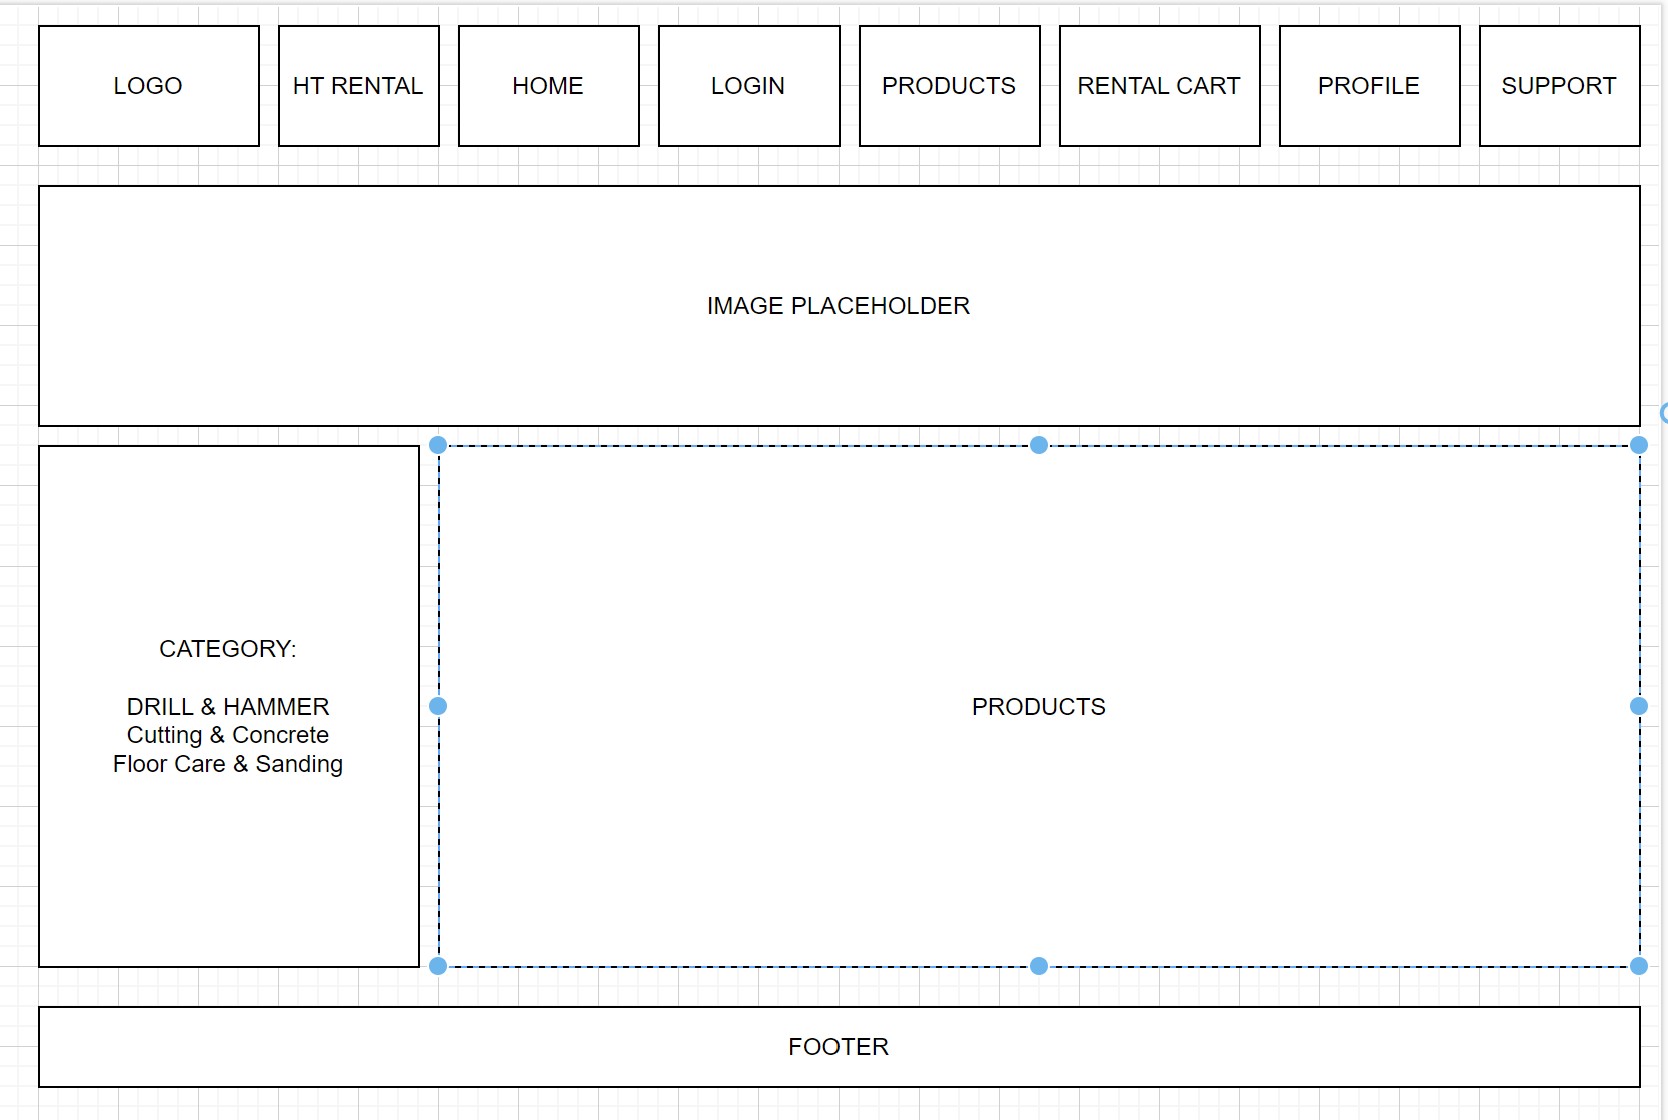 LOGO
HT RENTAL
HOME
LOGIN
PRODUCTS
RENTAL CART
PROFILE
SUPPORT
IMAGE PLACEHOLDER
CATEGORY:
DRILL & HAMMER
Cutting & Concrete
Floor Care & Sanding
PRODUCTS
FOOTER